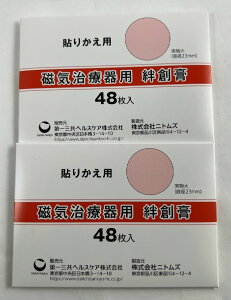 貼りかえ用
実物大
(直径23mm)
磁気治療器用 絆創膏
48枚入
発売元
第一三共ヘルスケア株式会社
東京都中央区日本橋3-14-10
製造元
株式会社ニトムズ
貼りかえ用
実物大
(直径23mm)
磁気治療器用 絆創膏
48枚入
発売元
第一三共ヘルスケア株式会社
東京都中央区日本橋3-14-10
製造元
株式会社ニトムズ